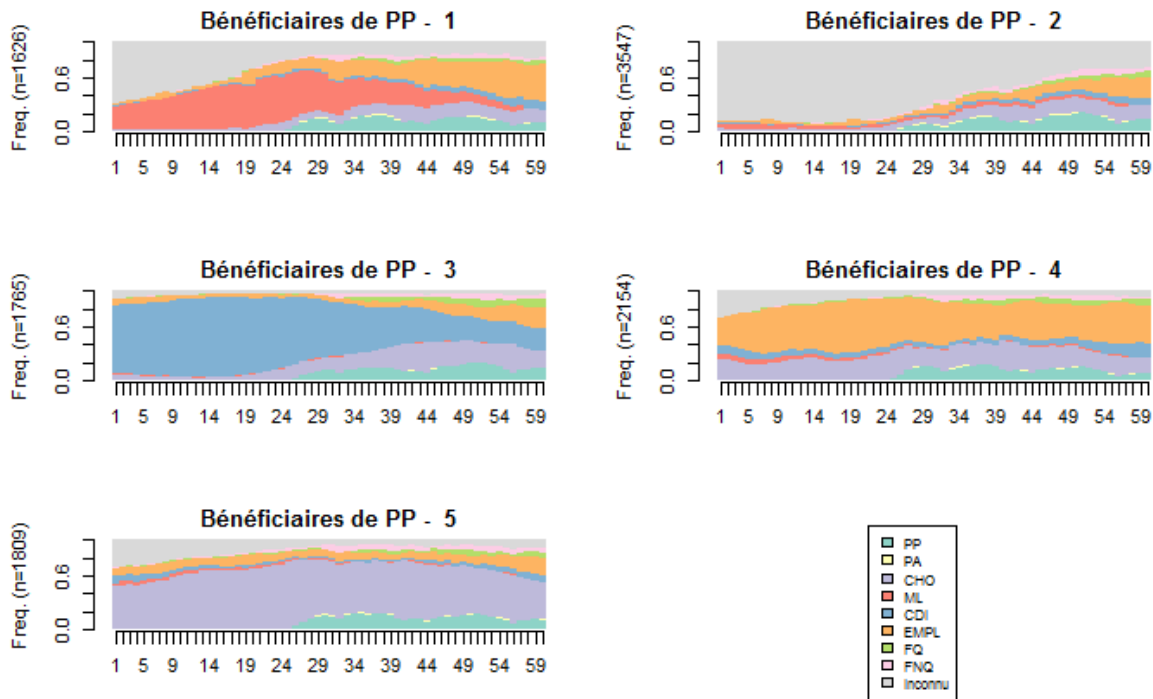 Bénéficiaires de PP - 1
Freq. (n=1626)
0.0 0.6
1 5 9 14 19 24 29 34 39 44 49 54 59
Bénéficiaires de PP - 2
Freq. (n=3547)
0.0 0.6
1 5 9 14 19 24 29 34 39 44 49 54 59
Bénéficiaires de PP - 3
Freq. (n=1765)
0.0 0.6
1 5 9 14 19 24 29 34 39 44 49 54 59
Bénéficiaires de PP - 4
Freq. (n=2154)
0.0 0.6
1 5 9 14 19 24 29 34 39 44 49 54 59
Bénéficiaires de PP - 5
Freq. (n=1809)
0.0 0.6
1 5 9 14 19 24 29 34 39 44 49 54 59
PP
PA
CHO
ML
CDI
EMPL
FQ
FNQ
Inconnu